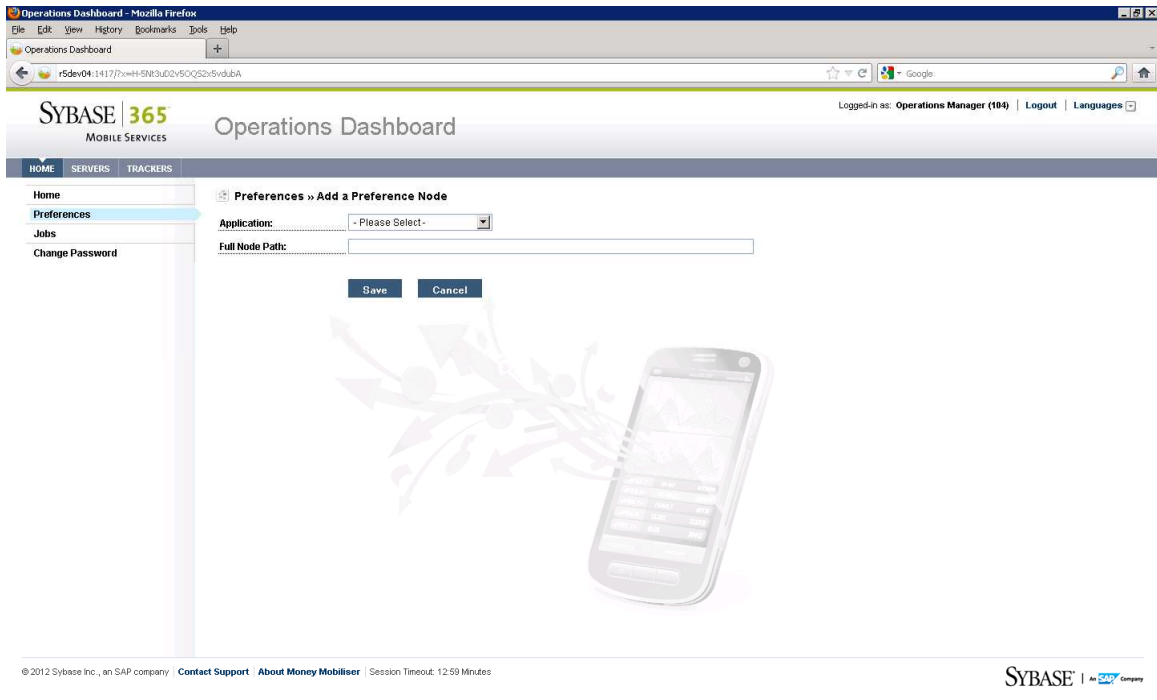 Operations Dashboard - Mozilla Firefox
File Edit View History Bookmarks Tools Help
Operations Dashboard +
r5dev04:1417/?x=H-5Nt3uD2v5OQS2x5vdubA Google
SYBASE 365
MOBILE SERVICES
Operations Dashboard
Logged-in as: Operations Manager (104) | Logout | Languages
HOME SERVERS TRACKERS
Home
Preferences
Jobs
Change Password
Preferences » Add a Preference Node
Application: - Please Select -
Full Node Path:
Save Cancel
© 2012 Sybase Inc., an SAP company | Contact Support | About Money Mobiliser | Session Timeout: 12:59 Minutes
SYBASE | An SAP Company